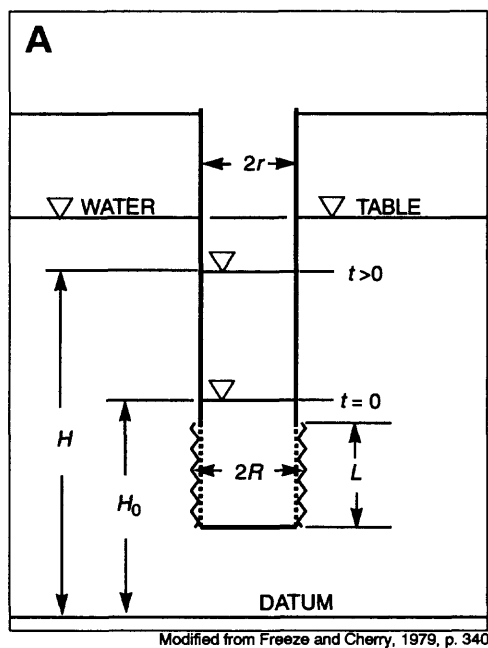 A
2r
WATER TABLE
t>0
t = 0
H
2R
L
H₀
DATUM
Modified from Freeze and Cherry, 1979, p. 340